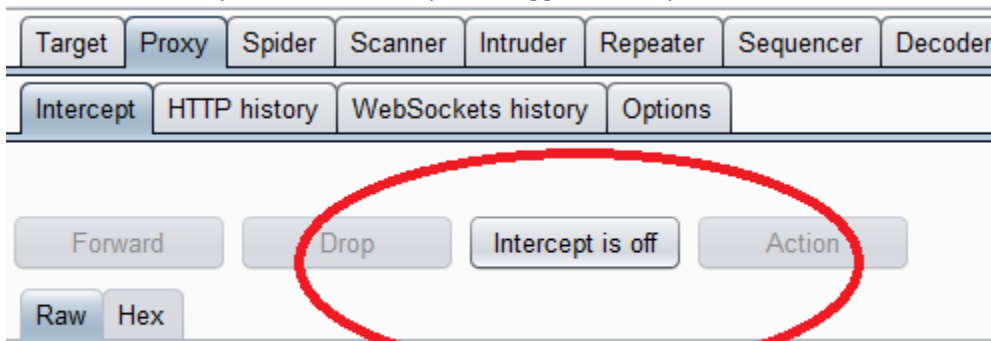 Target Proxy Spider Scanner Intruder Repeater Sequencer Decoder
Intercept HTTP history WebSockets history Options
Forward Drop Intercept is off Action
Raw Hex